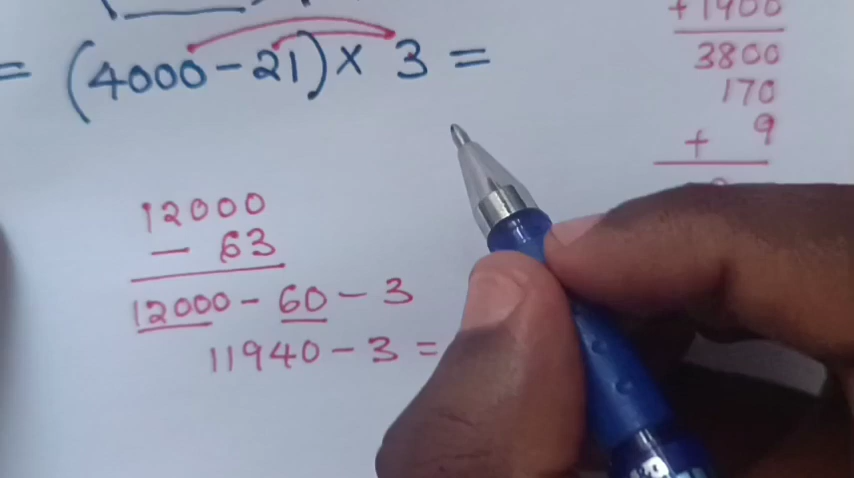 = (4000 - 21) × 3 =
12000
- 63
12000 - 60 - 3
11940 - 3 =
+ 1900
3800
170
+ 9